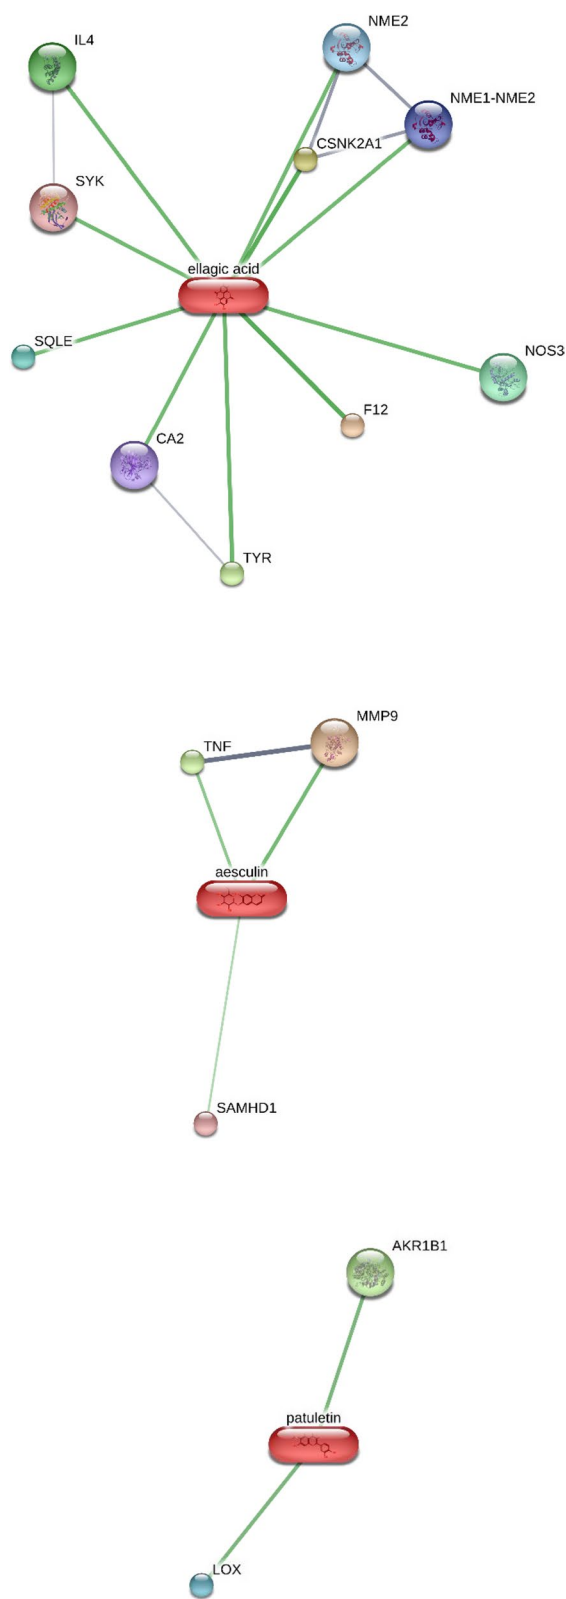 NME2
IL4
NME1-NME2
CSNK2A1
SYK
ellagic acid
SQLE
NOS3
F12
CA2
TYR
MMP9
TNF
aesculin
SAMHD1
AKR1B1
patuletin
LOX